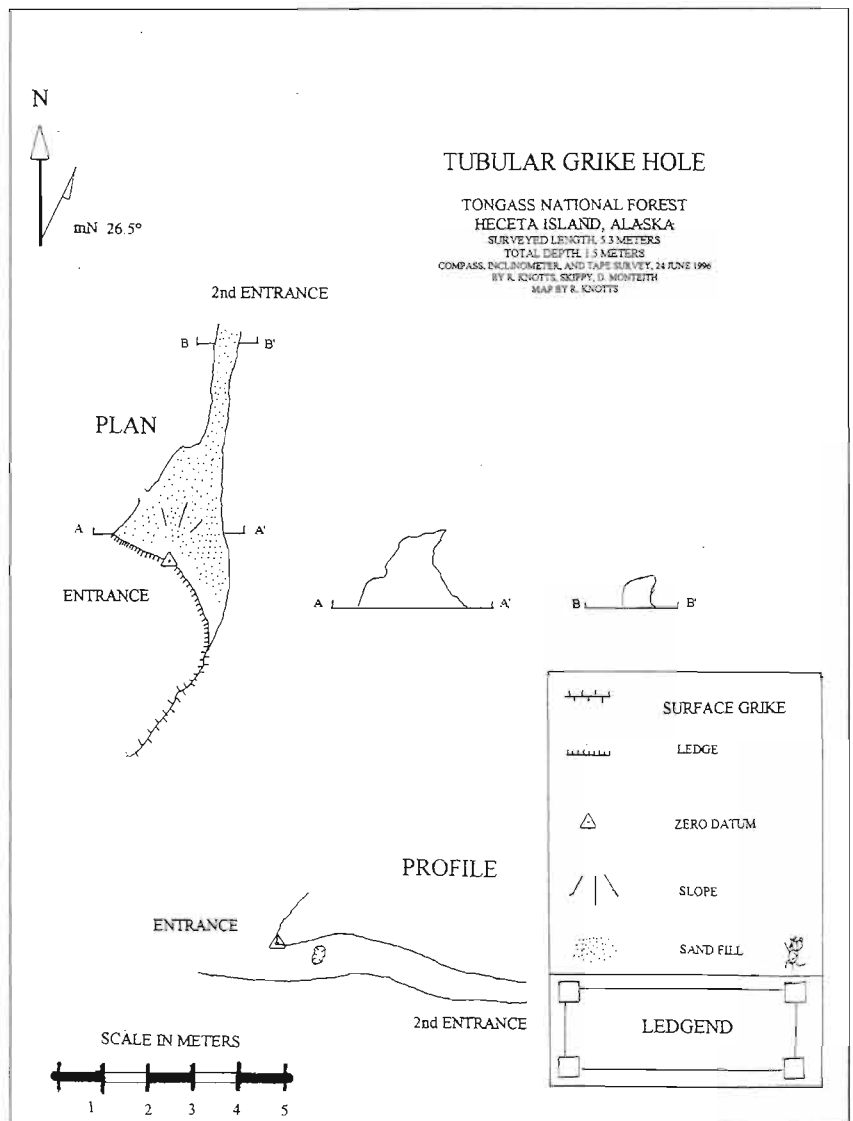 N
mN 26.5°
TUBULAR GRIKE HOLE
TONGASS NATIONAL FOREST
HECETA ISLAND, ALASKA
SURVEYED LENGTH, 5.3 METERS
TOTAL DEPTH, 1.5 METERS
COMPASS, INCLINOMETER, AND TAPE SURVEY, 24 JUNE 1996
BY R. KNOTTS, SKIPPY, D. MONTEITH
MAP BY R. KNOTTS
2nd ENTRANCE
B B'
PLAN
A A'
ENTRANCE
A A'
B B'
SURFACE GRIKE
LEDGE
ZERO DATUM
SLOPE
SAND FILL
LEDGEND
PROFILE
ENTRANCE
2nd ENTRANCE
SCALE IN METERS
1 2 3 4 5